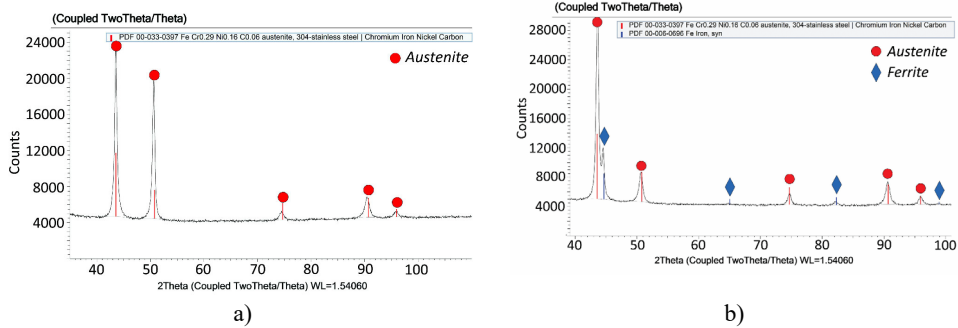 (Coupled TwoTheta/Theta)
PDF 00-033-0397 Fe Cr0.29 Ni0.16 C0.06 austenite, 304-stainless steel | Chromium Iron Nickel Carbon
Austenite
Counts
24000
20000
16000
12000
8000
4000
40 50 60 70 80 90 100
2Theta (Coupled TwoTheta/Theta) WL=1.54060
a)
(Coupled TwoTheta/Theta)
PDF 00-033-0397 Fe Cr0.29 Ni0.16 C0.06 austenite, 304-stainless steel | Chromium Iron Nickel Carbon
PDF 00-006-0696 Fe Iron, syn
Austenite
Ferrite
Counts
28000
24000
20000
16000
12000
8000
4000
40 50 60 70 80 90 100
2Theta (Coupled TwoTheta/Theta) WL=1.54060
b)